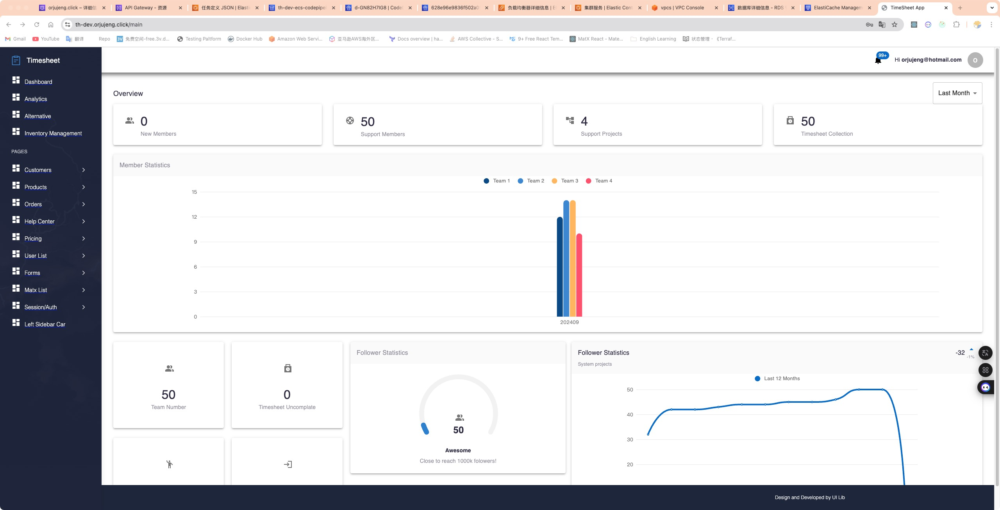 orjujeng.click – 详细信
API Gateway - 资源
任务定义 JSON | Elasti
th-dev-ecs-codepipel
d-GN82H7IG8 | CodeD
628e96e9836f502a0
负载均衡器详细信息 | E
集群服务 | Elastic Cont
vpcs | VPC Console
数据库详细信息 - RDS
ElastiCache Managem
TimeSheet App
th-dev.orjujeng.click/main
Gmail
YouTube
翻译
Repo
免费空间-free.3v.d...
Testing Paltform
Docker Hub
Amazon Web Servi...
亚马逊AWS海外区...
Docs overview | ha...
AWS Collective - S...
9+ Free React Tem...
MatX React - Mate...
English Learning
状态管理 · 《Terraf...
Timesheet
99+
Hi orjujeng@hotmail.com
O
Dashboard
Analytics
Alternative
Inventory Management
PAGES
Customers
Products
Orders
Help Center
Pricing
User List
Forms
Matx List
Session/Auth
Left Sidebar Car
Overview
Last Month
0
New Members
50
Support Members
4
Support Projects
50
Timesheet Collection
Member Statistics
Team 1
Team 2
Team 3
Team 4
15
12
9
6
3
0
202409
50
Team Number
0
Timesheet Uncomplate
Follower Statistics
50
Awesome
Close to reach 1000k folowers!
Follower Statistics
System projects
-32
-1%
Last 12 Months
50
40
30
20
Design and Developed by UI Lib